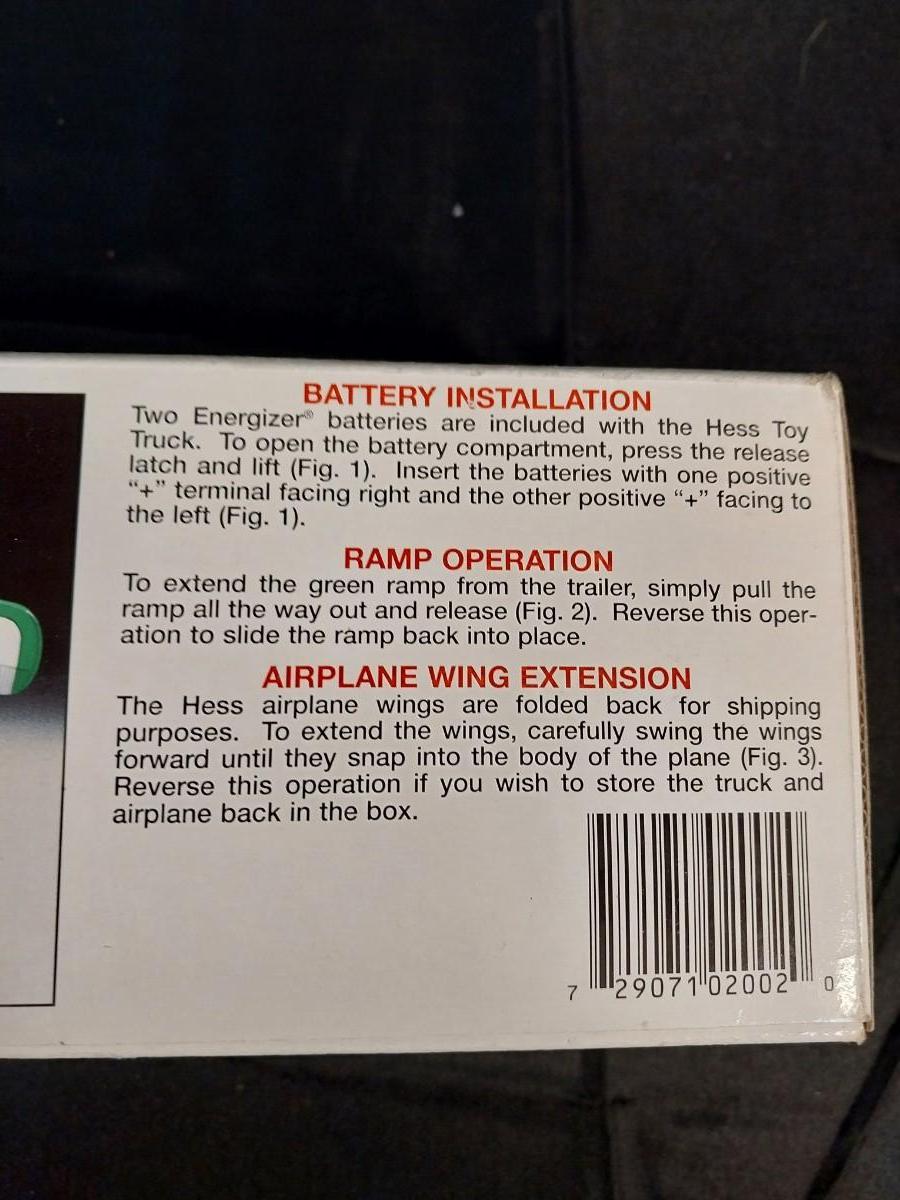 BATTERY INSTALLATION
Two Energizer® batteries are included with the Hess Toy
Truck. To open the battery compartment, press the release
latch and lift (Fig. 1). Insert the batteries with one positive
“+” terminal facing right and the other positive “+” facing to
the left (Fig. 1).
RAMP OPERATION
To extend the green ramp from the trailer, simply pull the
ramp all the way out and release (Fig. 2). Reverse this oper-
ation to slide the ramp back into place.
AIRPLANE WING EXTENSION
The Hess airplane wings are folded back for shipping
purposes. To extend the wings, carefully swing the wings
forward until they snap into the body of the plane (Fig. 3).
Reverse this operation if you wish to store the truck and
airplane back in the box.
7 29071 02002 0